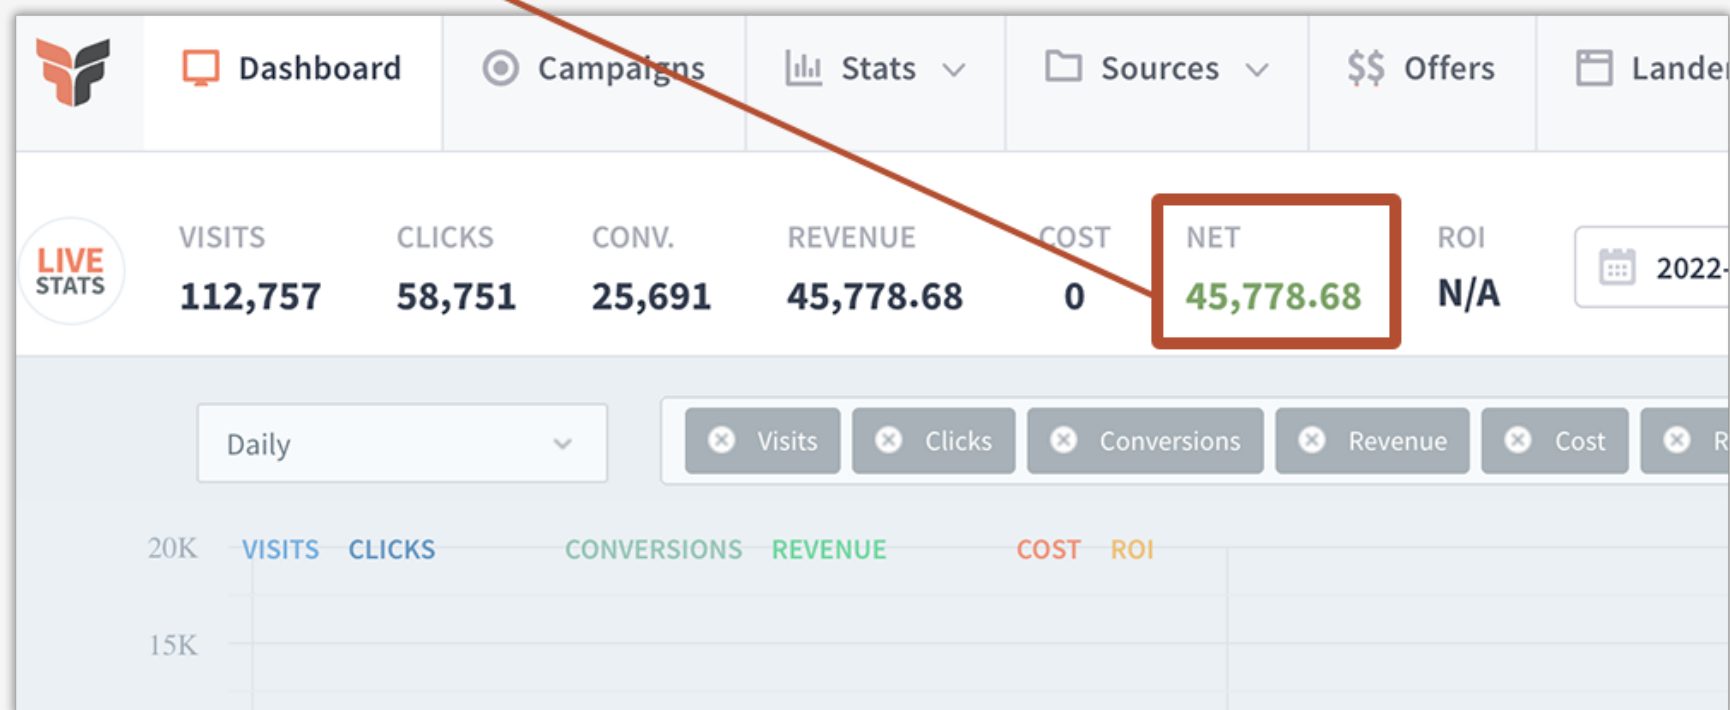 Dashboard Campaigns Stats Sources $$ Offers Lander
LIVE STATS
VISITS CLICKS CONV. REVENUE COST NET ROI
112,757 58,751 25,691 45,778.68 0 45,778.68 N/A 2022-
Daily Visits Clicks Conversions Revenue Cost R
20K VISITS CLICKS CONVERSIONS REVENUE COST ROI
15K